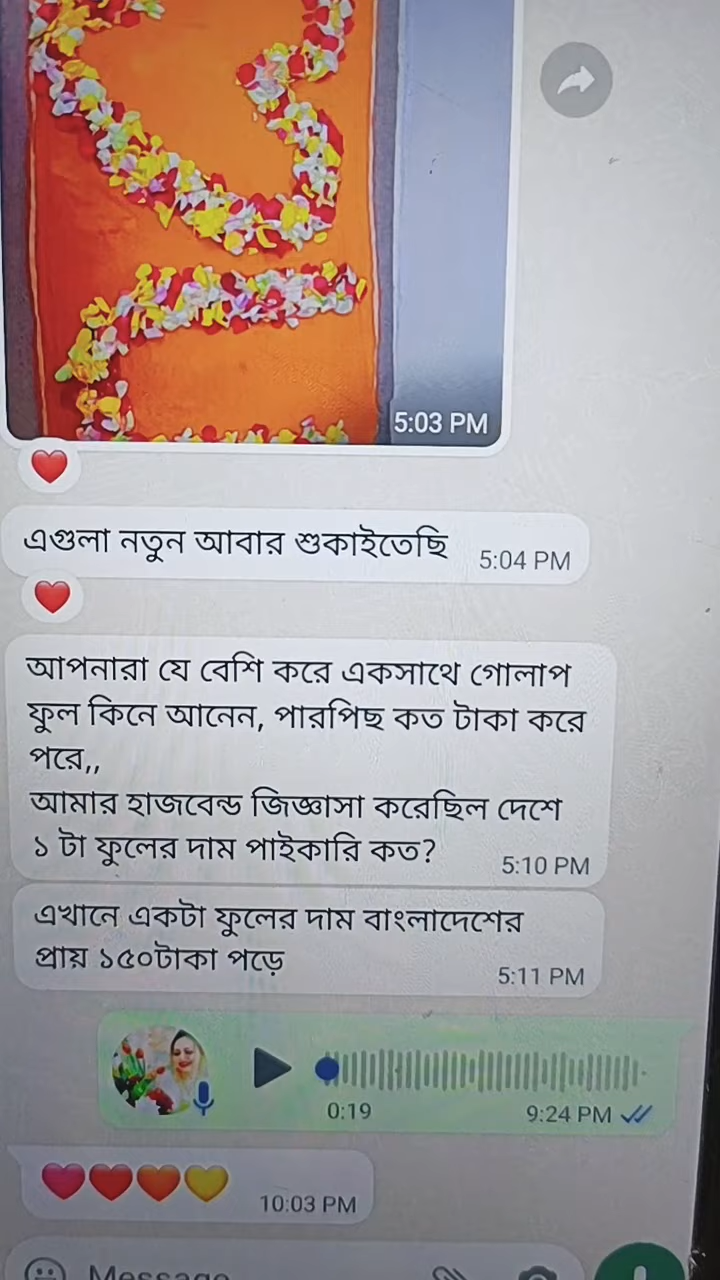 5:03 PM
এগুলা নতুন আবার শুকাইতেছি
5:04 PM
আপনারা যে বেশি করে একসাথে গোলাপ
ফুল কিনে আনেন, পারপিছ কত টাকা করে
পরে,,
আমার হাজবেন্ড জিজ্ঞাসা করেছিল দেশে
১ টা ফুলের দাম পাইকারি কত?
5:10 PM
এখানে একটা ফুলের দাম বাংলাদেশের
প্রায় ১৫০টাকা পড়ে
5:11 PM
0:19
9:24 PM
10:03 PM
Message